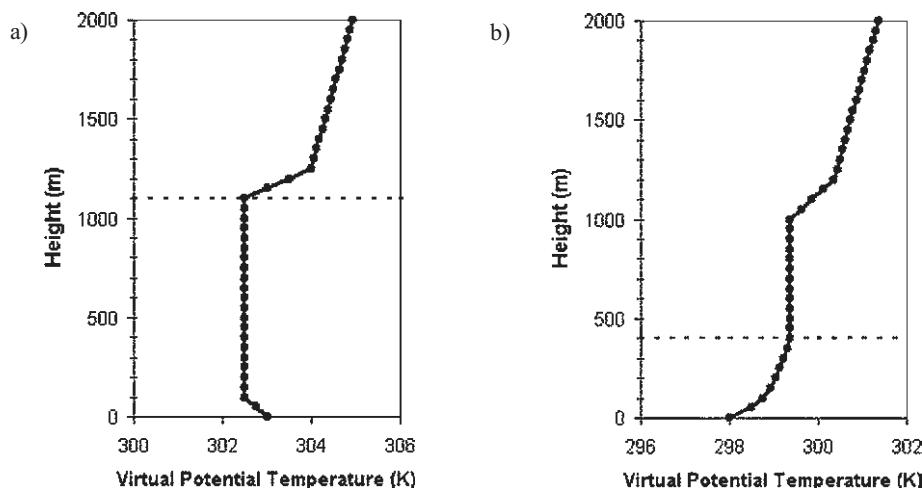 a)
2000
1500
1000
500
0
Height (m)
300 302 304 306
Virtual Potential Temperature (K)
b)
2000
1500
1000
500
0
Height (m)
296 298 300 302
Virtual Potential Temperature (K)